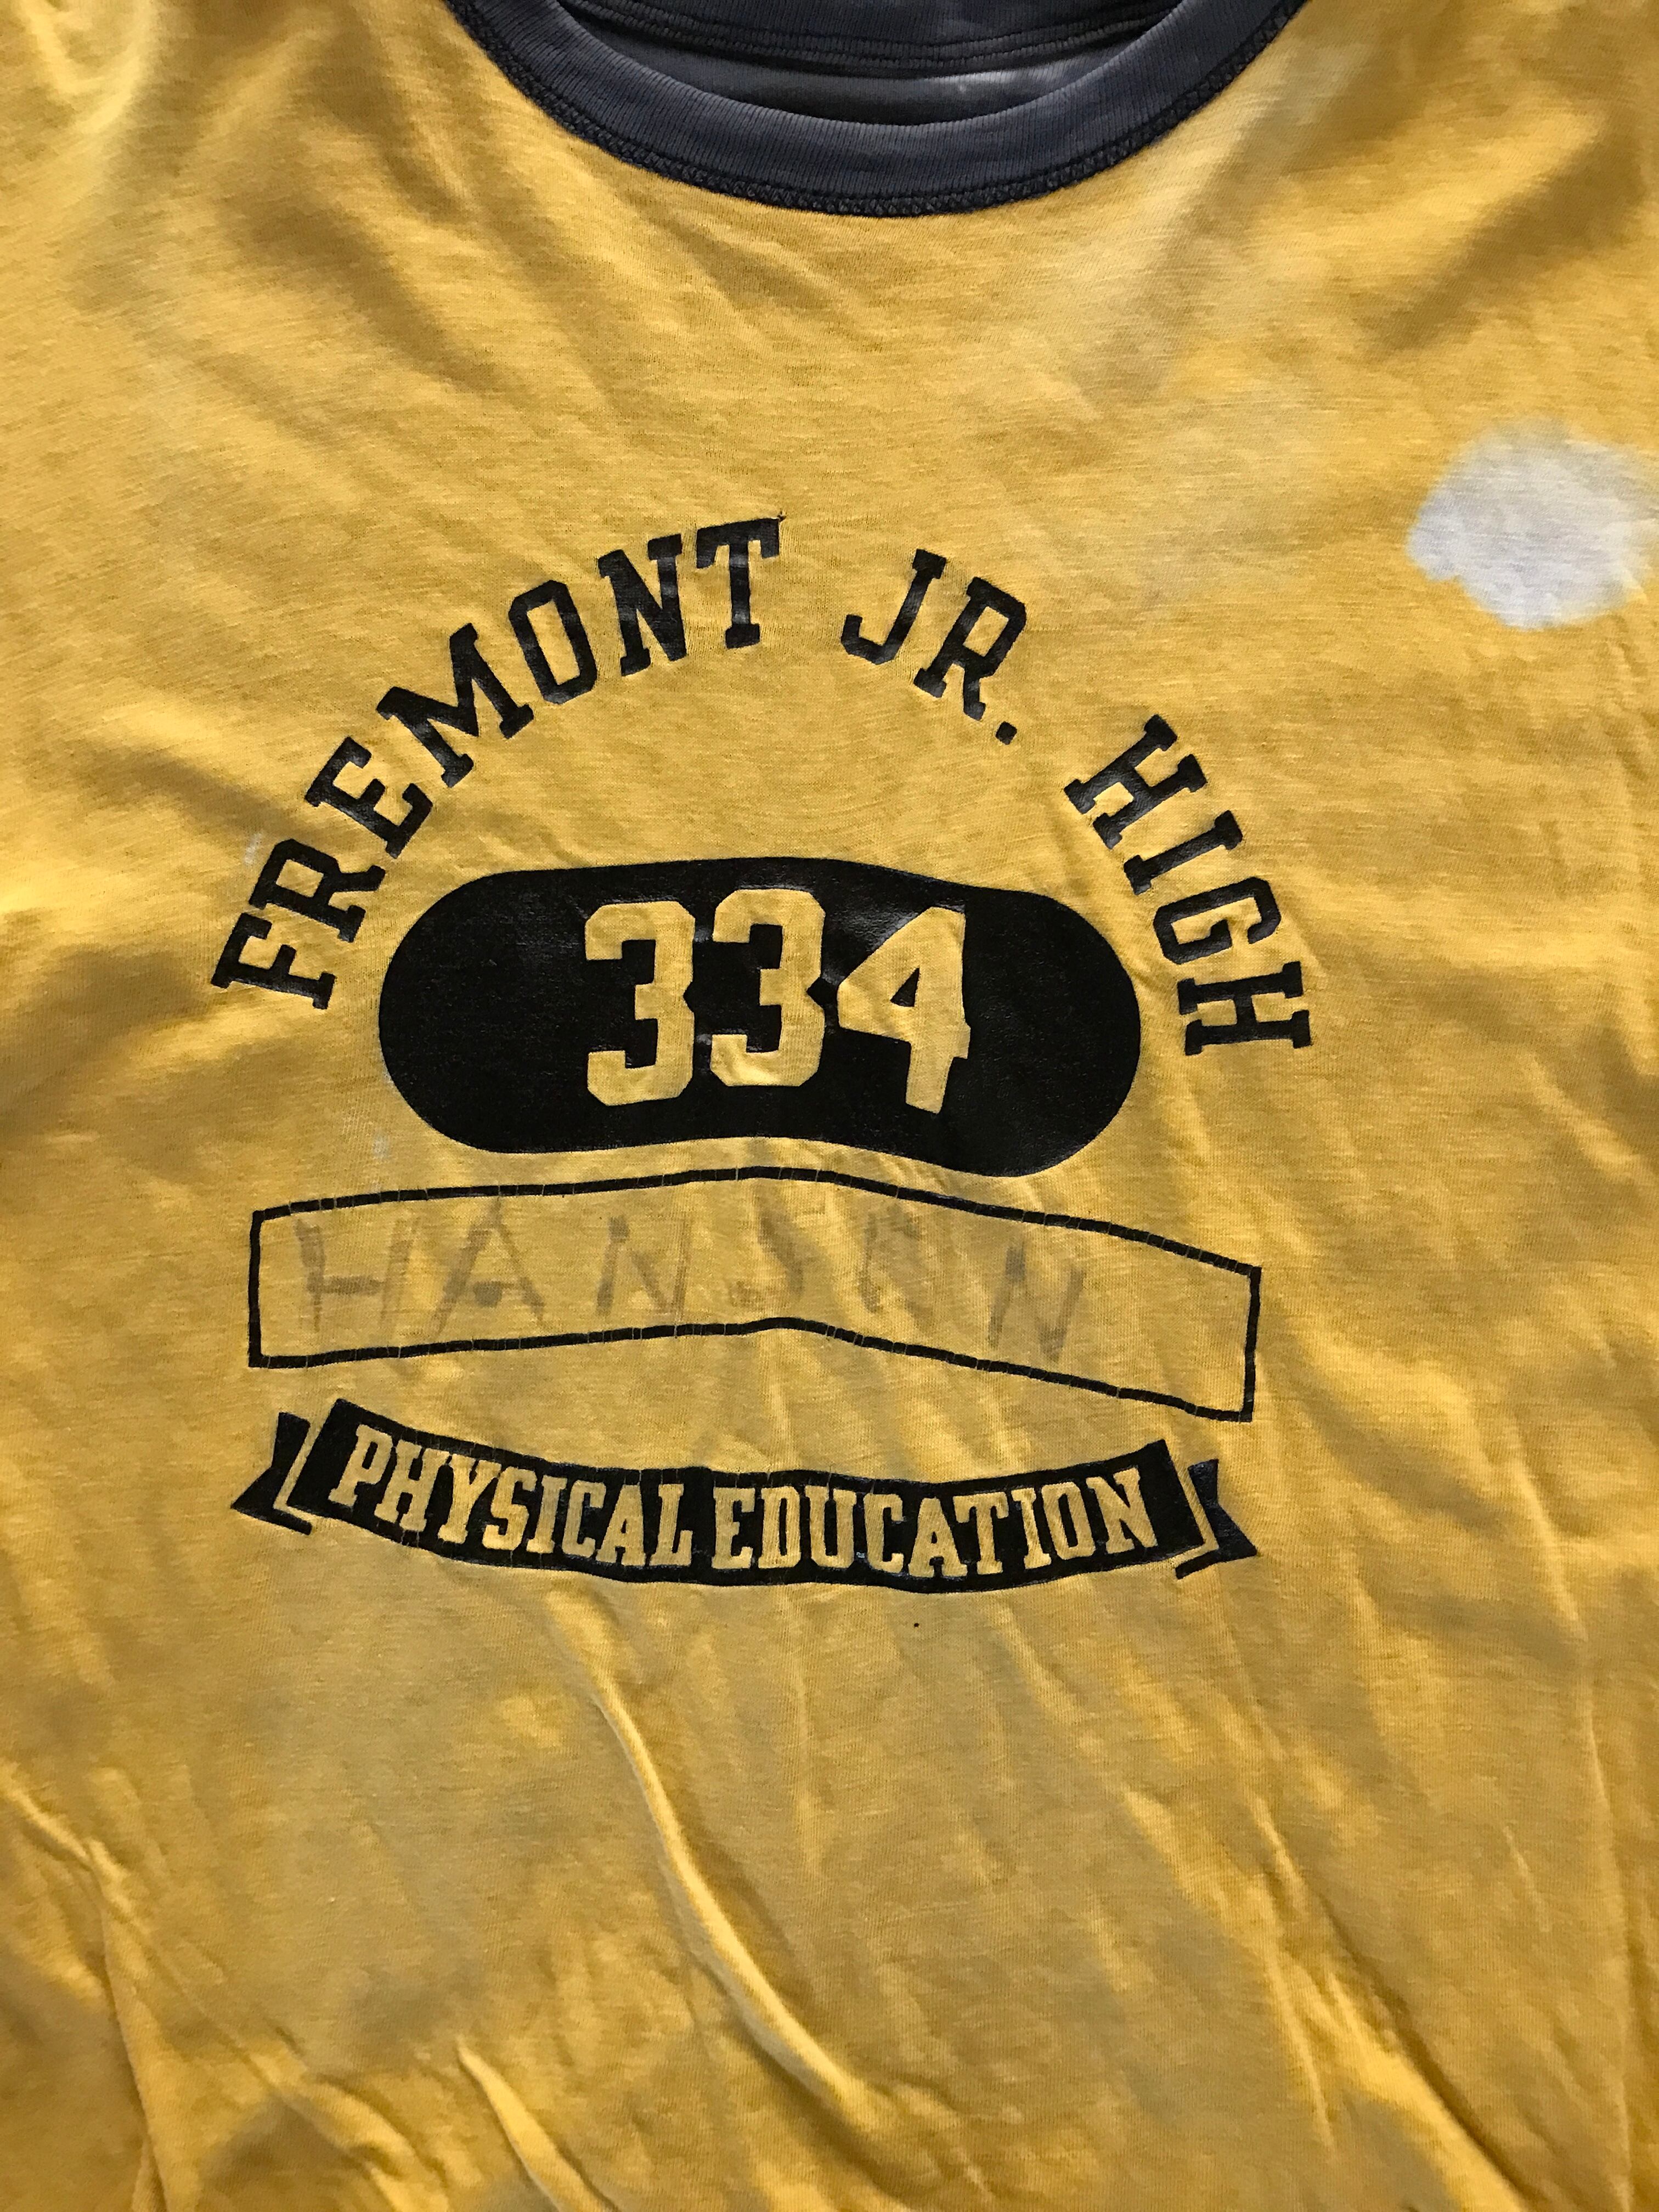 FREMONT JR. HIGH
334
HANSEN
PHYSICAL EDUCATION